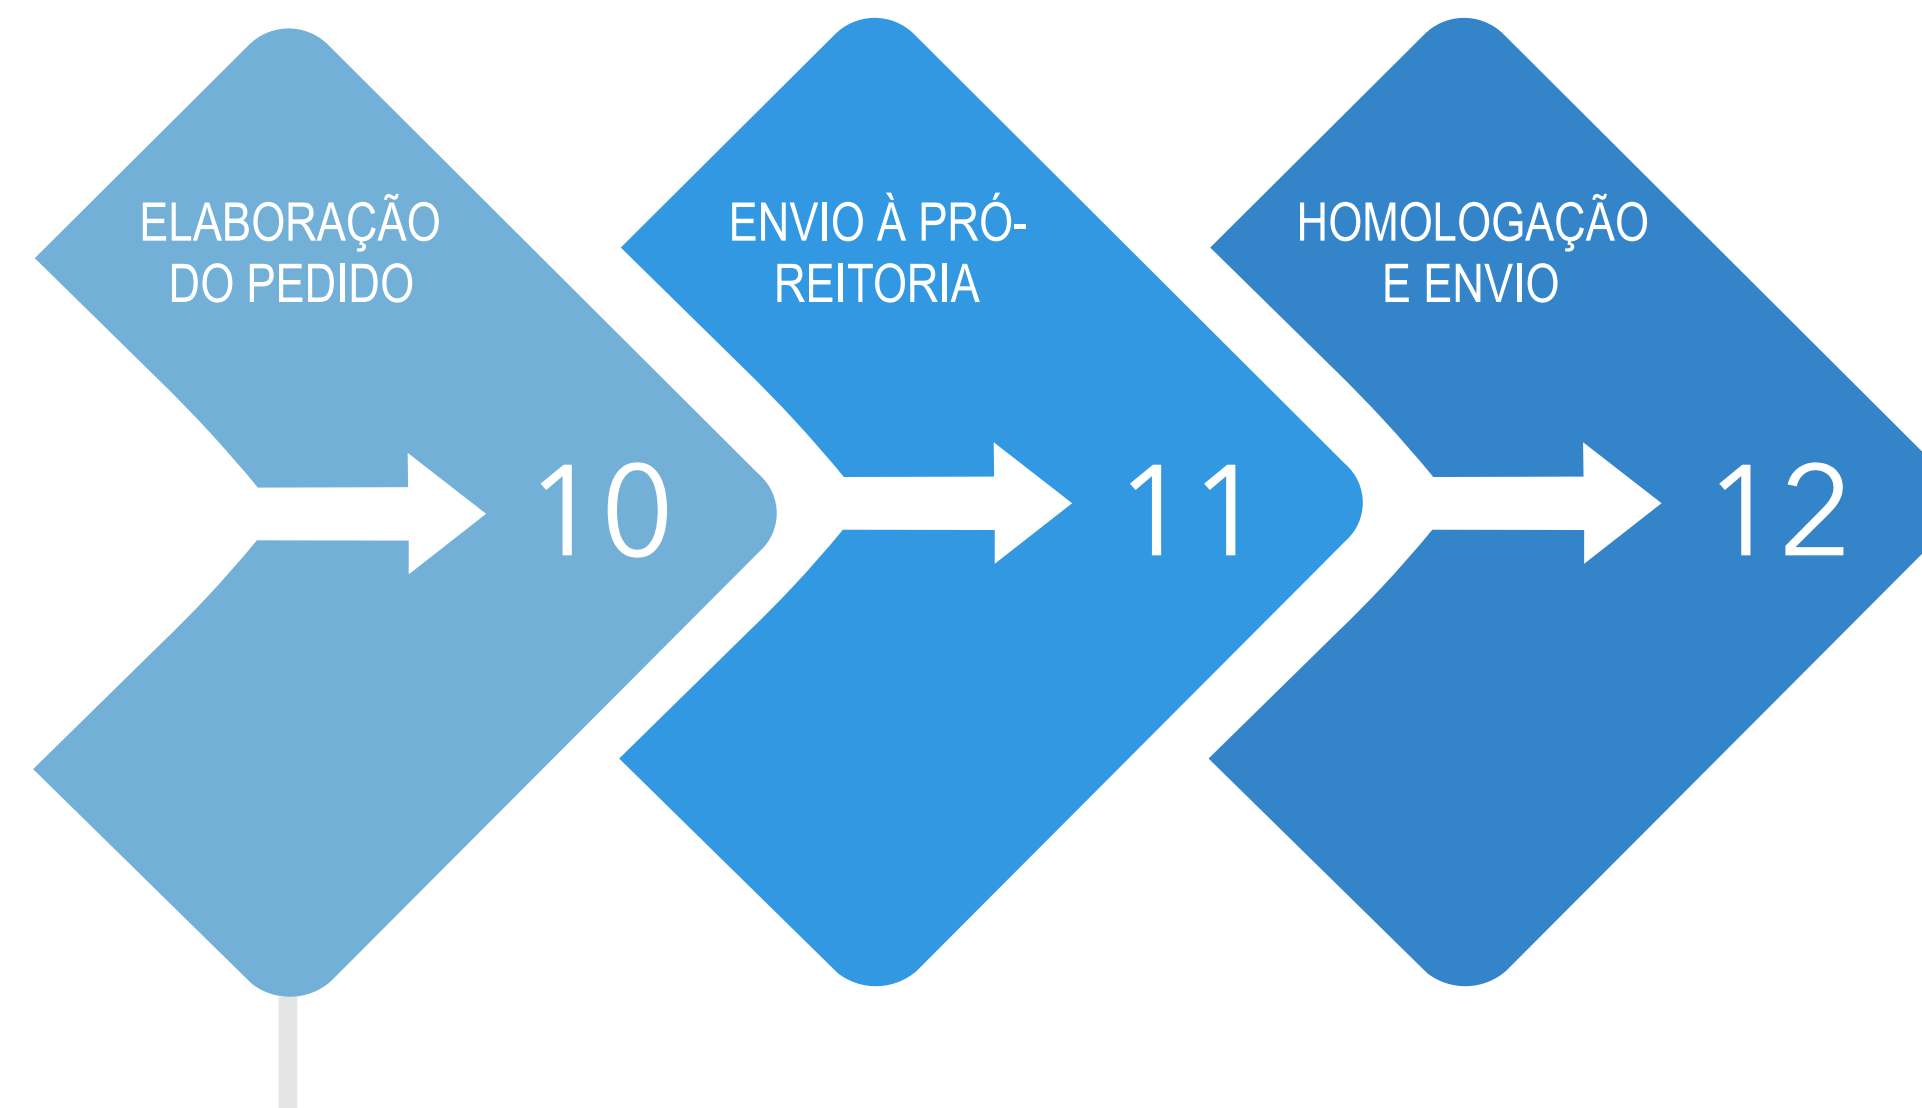 ELABORAÇÃO
DO PEDIDO
10
ENVIO À PRÓ-
REITORIA
11
HOMOLOGAÇÃO
E ENVIO
12